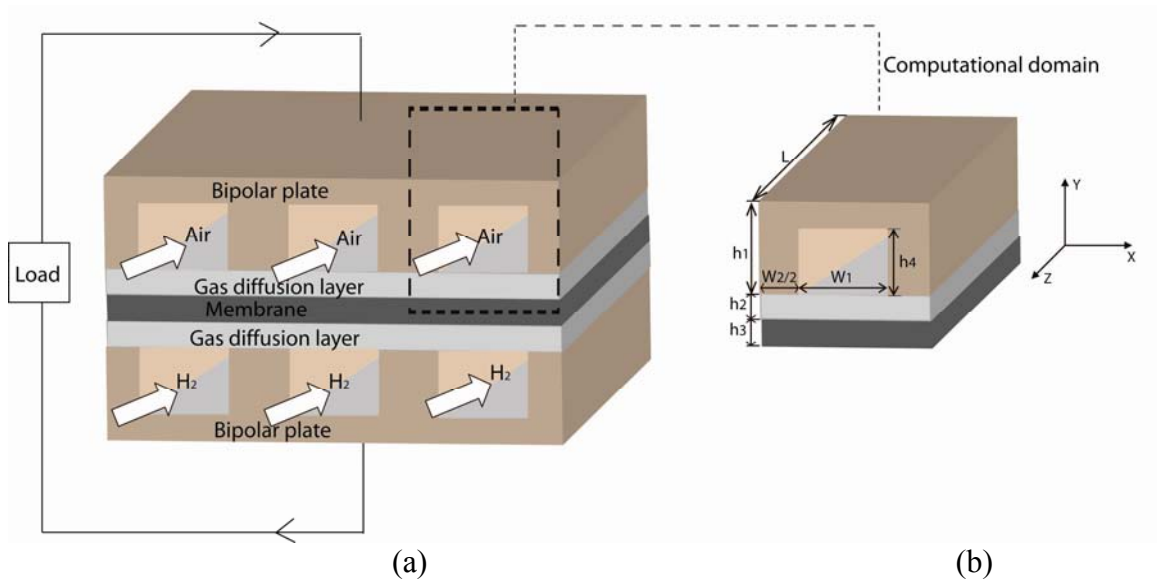 Computational domain
Bipolar plate
Air
Air
Air
Load
Gas diffusion layer
Membrane
Gas diffusion layer
H2
H2
H2
Bipolar plate
L
h1
h4
W2/2
W1
h2
h3
Y
X
Z
(a)
(b)